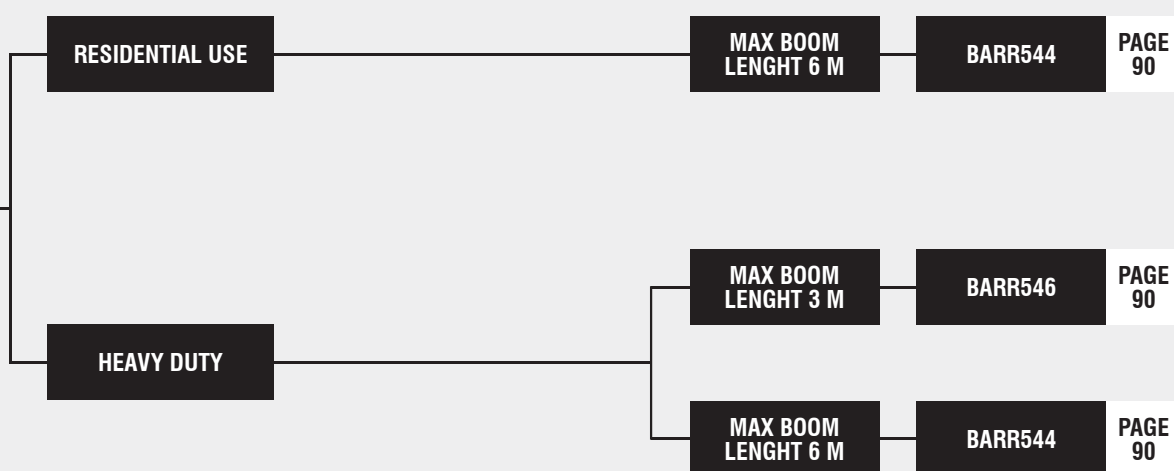 RESIDENTIAL USE
MAX BOOM
LENGHT 6 M
BARR544
PAGE
90
MAX BOOM
LENGHT 3 M
BARR546
PAGE
90
HEAVY DUTY
MAX BOOM
LENGHT 6 M
BARR544
PAGE
90